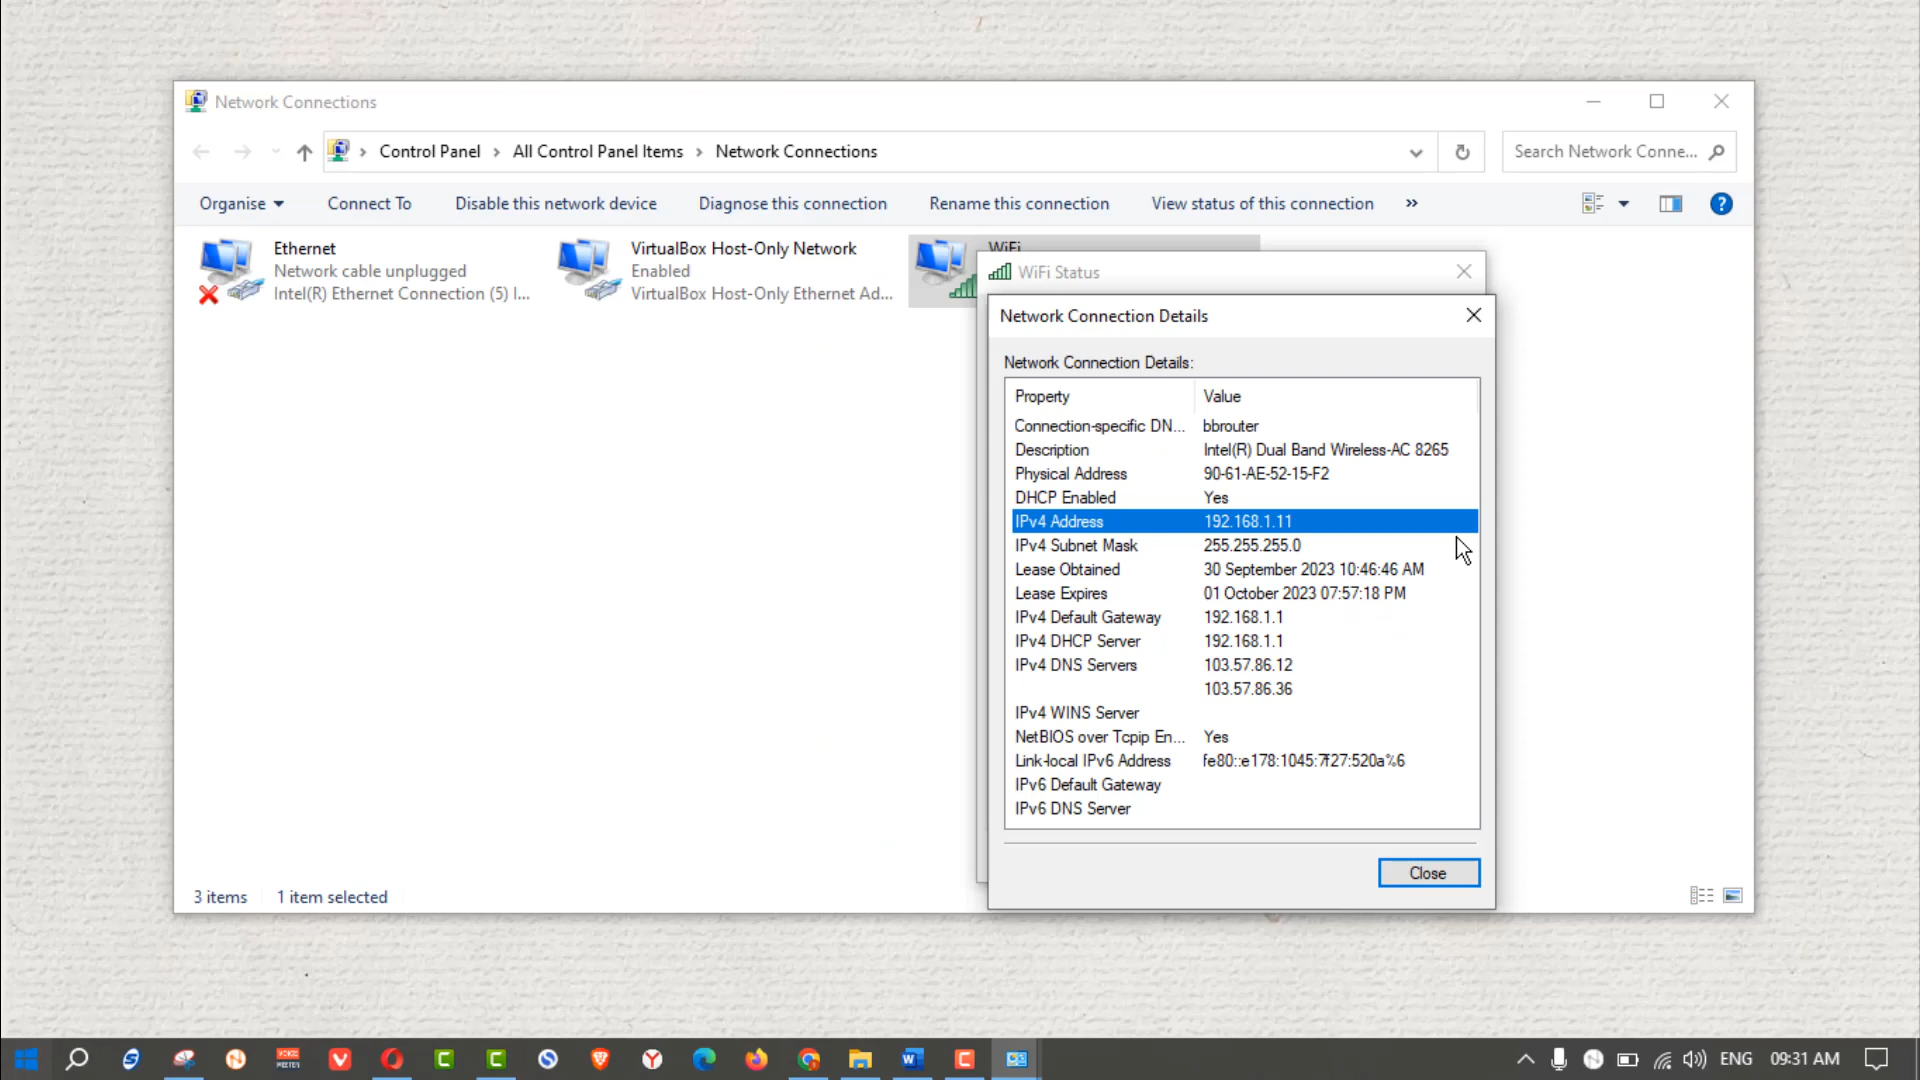 Network Connections
Control Panel > All Control Panel Items > Network Connections
Search Network Conne...
Organise
Connect To
Disable this network device
Diagnose this connection
Rename this connection
View status of this connection
»
Ethernet
Network cable unplugged
Intel(R) Ethernet Connection (5) I...
VirtualBox Host-Only Network
Enabled
VirtualBox Host-Only Ethernet Ad...
WiFi
WiFi Status
Network Connection Details
Network Connection Details:
Property Value
Connection-specific DN... bbrouter
Description Intel(R) Dual Band Wireless-AC 8265
Physical Address 90-61-AE-52-15-F2
DHCP Enabled Yes
IPv4 Address 192.168.1.11
IPv4 Subnet Mask 255.255.255.0
Lease Obtained 30 September 2023 10:46:46 AM
Lease Expires 01 October 2023 07:57:18 PM
IPv4 Default Gateway 192.168.1.1
IPv4 DHCP Server 192.168.1.1
IPv4 DNS Servers 103.57.86.12
103.57.86.36
IPv4 WINS Server
NetBIOS over Tcpip En... Yes
Link-local IPv6 Address fe80::e178:1045:7f27:520a%6
IPv6 Default Gateway
IPv6 DNS Server
Close
3 items
1 item selected
VOICE
MEETER
ENG
09:31 AM